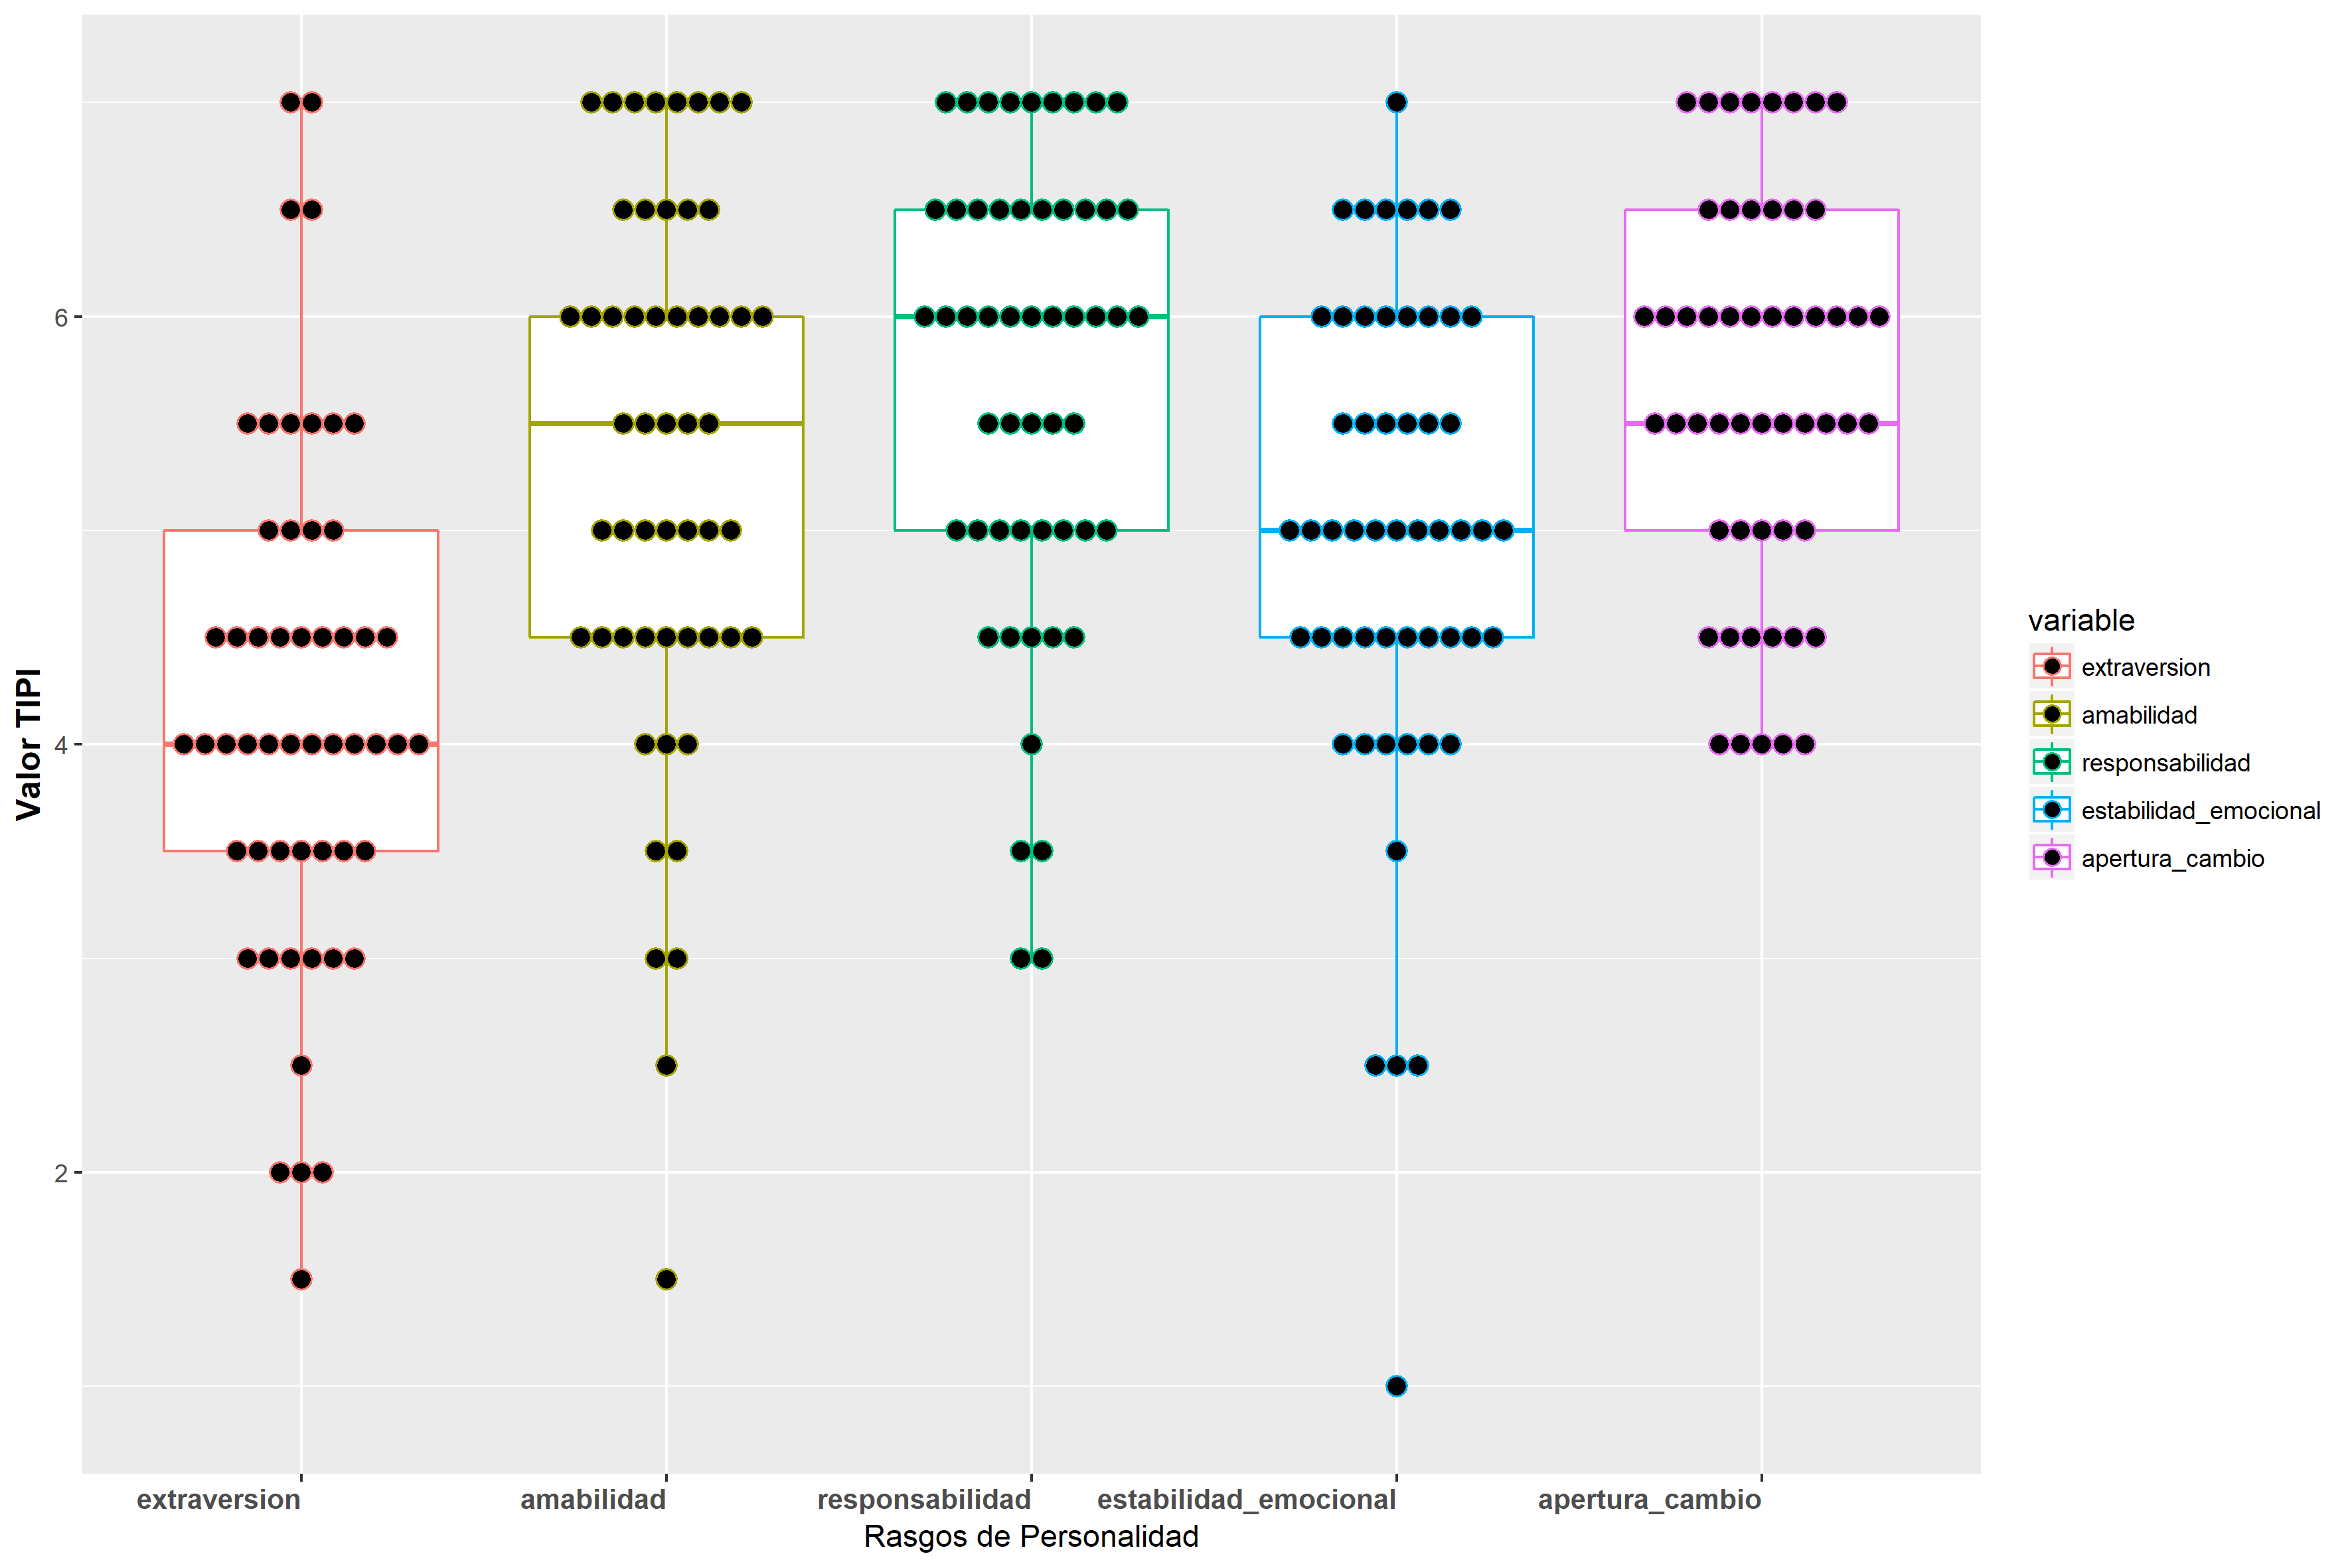 Valor TIPI
6
4
2
extraversion
amabilidad
responsabilidad
estabilidad_emocional
apertura_cambio
Rasgos de Personalidad
variable
extraversion
amabilidad
responsabilidad
estabilidad_emocional
apertura_cambio